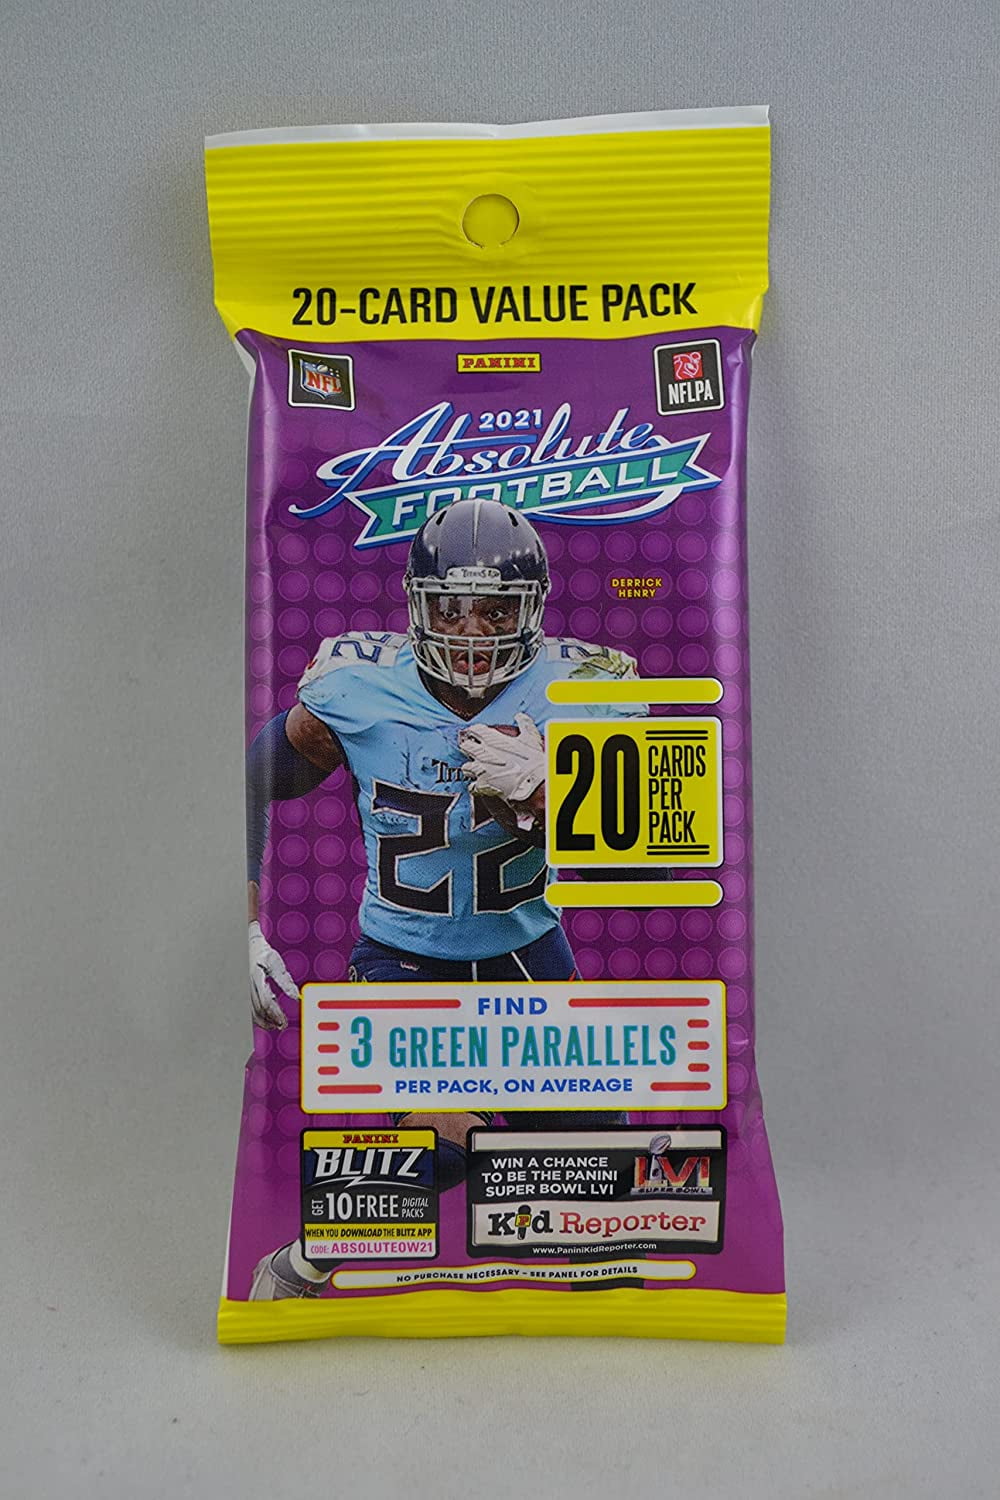 20-CARD VALUE PACK
NFL
PANINI
NFLPA
2021
Absolute
FOOTBALL
DERRICK
HENRY
TITANS
22
22
20
CARDS
PER
PACK
FIND
3 GREEN PARALLELS
PER PACK, ON AVERAGE
PANINI
BLITZ
GET 10 FREE DIGITAL PACKS
WHEN YOU DOWNLOAD THE BLITZ APP
CODE: ABSOLUTEOW21
WIN A CHANCE
TO BE THE PANINI
SUPER BOWL LVI
LVI
SUPER BOWL
Kid Reporter
www.PaniniKidReporter.com
NO PURCHASE NECESSARY – SEE PANEL FOR DETAILS